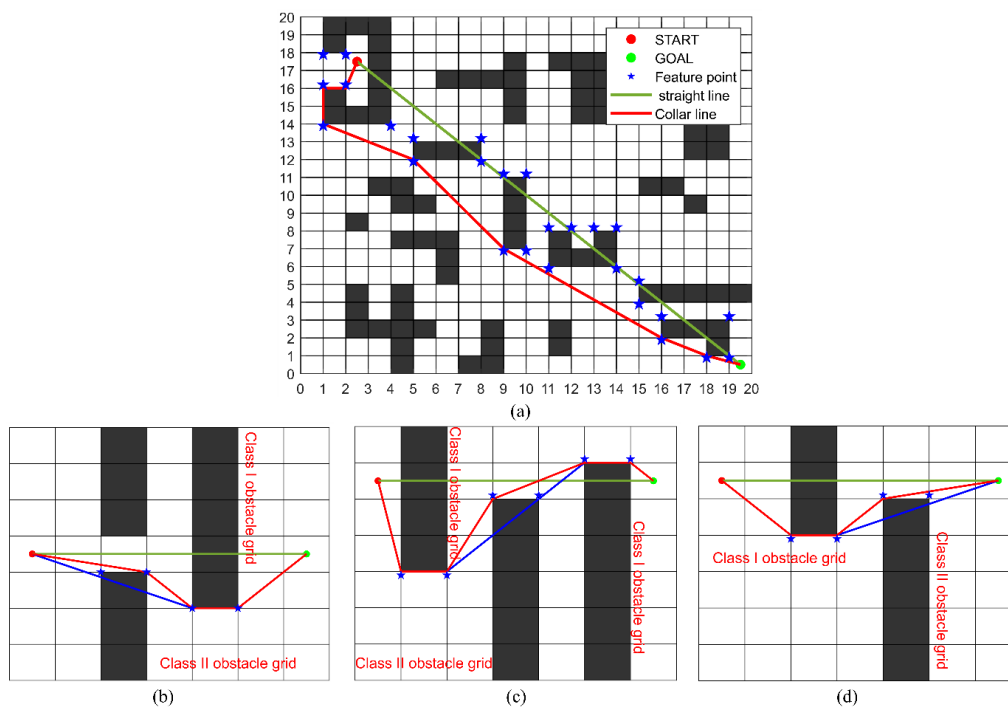 20
19
18
17
16
15
14
13
12
11
10
9
8
7
6
5
4
3
2
1
0
START
GOAL
Feature point
straight line
Collar line
0 1 2 3 4 5 6 7 8 9 10 11 12 13 14 15 16 17 18 19 20
(a)
Class I obstacle grid
Class II obstacle grid
(b)
Class I obstacle grid
Class II obstacle grid
Class I obstacle grid
(c)
Class I obstacle grid
Class II obstacle grid
(d)